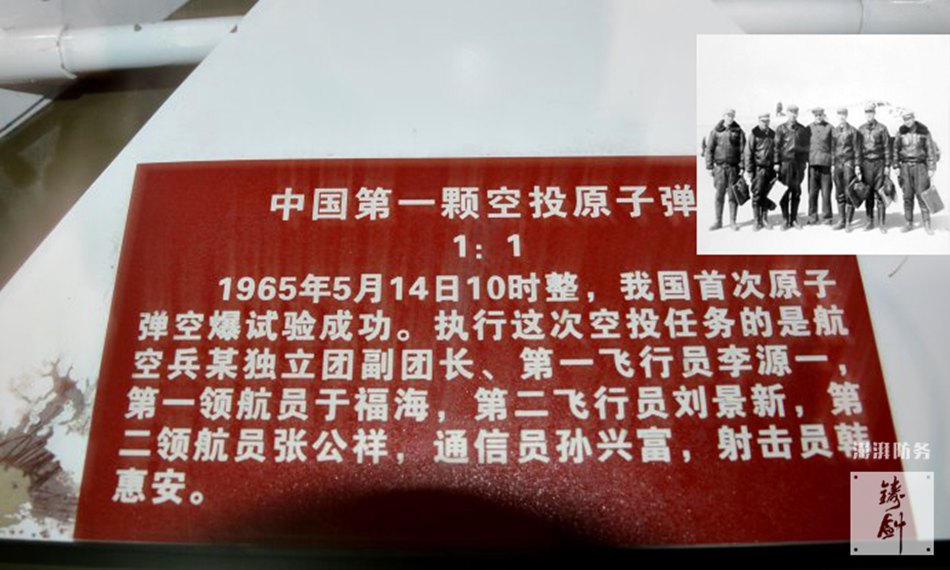 中国第一颗空投原子弹
1：1
1965年5月14日10时整，我国首次原子
弹空爆试验成功。执行这次空投任务的是航
空兵某独立团副团长、第一飞行员李源一，
第一领航员于福海，第二飞行员刘景新，第
二领航员张公祥，通信员孙兴富，射击员韩
惠安。
澎湃防务
铸剑